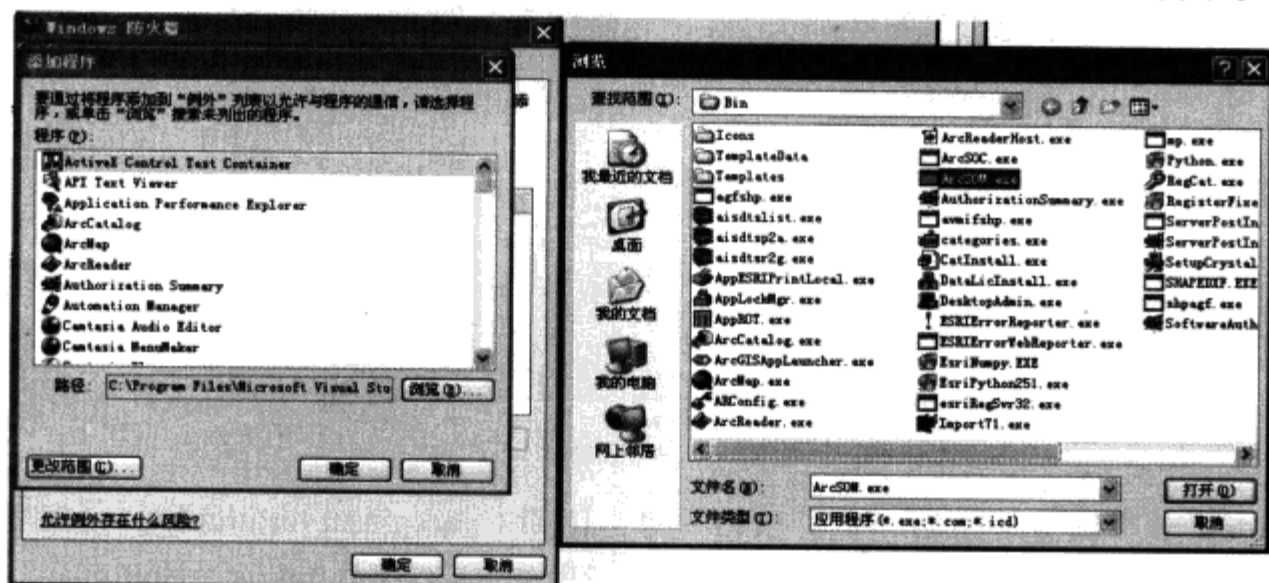 Windows 防火墙
添加程序
要通过将程序添加到“例外”列表以允许与程序的通信，请选择程
序，或单击“浏览”搜索未列出的程序。
程序(P):
ActiveX Control Test Container
API Text Viewer
Application Performance Explorer
ArcCatalog
ArcMap
ArcReader
Authorization Summary
Automation Manager
Camtasia Audio Editor
Camtasia MenuMaker
路径:
C:\Program Files\Microsoft Visual Stu
浏览(B)...
更改范围(C)...
确定
取消
允许例外存在什么风险?
确定
取消
浏览
查找范围(I):
Bin
我最近的文档
桌面
我的文档
我的电脑
网上邻居
Icons
TemplateData
Templates
agfshp.exe
aisdtslist.exe
aisdtsp2a.exe
aisdtsr2g.exe
AppESRIPrintLocal.exe
AppLockMgr.exe
AppROT.exe
ArcCatalog.exe
ArcGISAppLauncher.exe
ArcMap.exe
ARConfig.exe
ArcReader.exe
ArcReaderHost.exe
ArcSOC.exe
ArcSOM.exe
AuthorizationSummary.exe
avmifshp.exe
categories.exe
CatInstall.exe
DataLicInstall.exe
DesktopAdmin.exe
ESRIErrorReporter.exe
ESRIErrorWebReporter.exe
EsriNumpy.EXE
EsriPython251.exe
esriRegSvr32.exe
Import71.exe
mp.exe
Python.exe
RegCat.exe
RegisterFixe
ServerPostIn
ServerPostIn
SetupCrystal
SHAPEDXF.EXE
shpagf.exe
SoftwareAuth
文件名(N):
ArcSOM.exe
打开(O)
文件类型(T):
应用程序(*.exe;*.com;*.icd)
取消